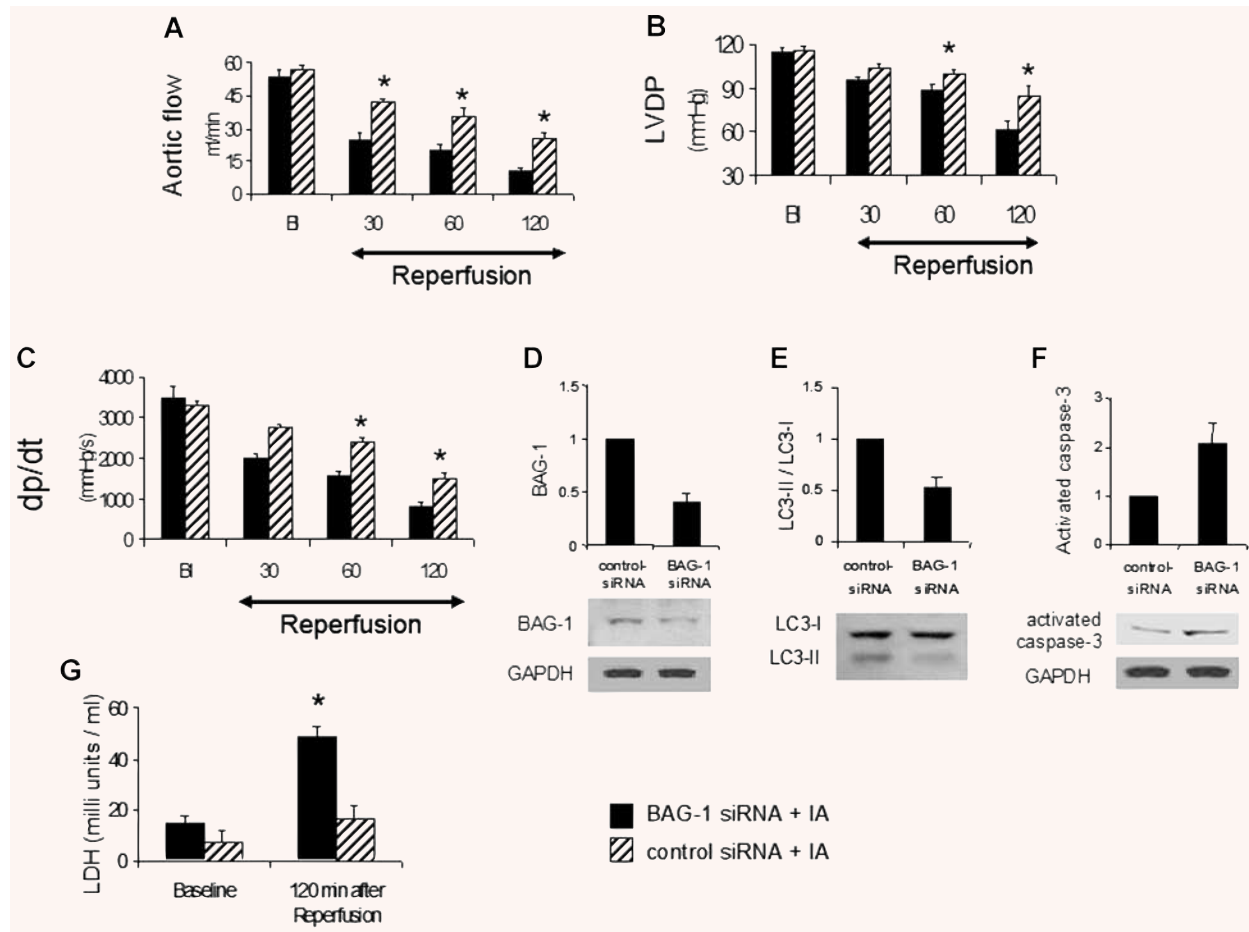 A
Aortic flow
ml/min
60
45
30
15
0
BI
30
60
120
Reperfusion
*
*
*
B
LVDP
(mmHg)
120
90
60
30
BI
30
60
120
Reperfusion
*
*
C
dp/dt
(mmHg/s)
4000
3000
2000
1000
0
BI
30
60
120
Reperfusion
*
*
D
BAG-1
1.5
1
0.5
0
control-
siRNA
BAG-1
siRNA
BAG-1
GAPDH
E
LC3-II / LC3-I
1.5
1
0.5
0
control-
siRNA
BAG-1
siRNA
LC3-I
LC3-II
F
Activated caspase-3
3
2
1
0
control-
siRNA
BAG-1
siRNA
activated
caspase-3
GAPDH
G
LDH (milli units / ml)
60
40
20
0
*
Baseline
120 min after
Reperfusion
BAG-1 siRNA + IA
control siRNA + IA